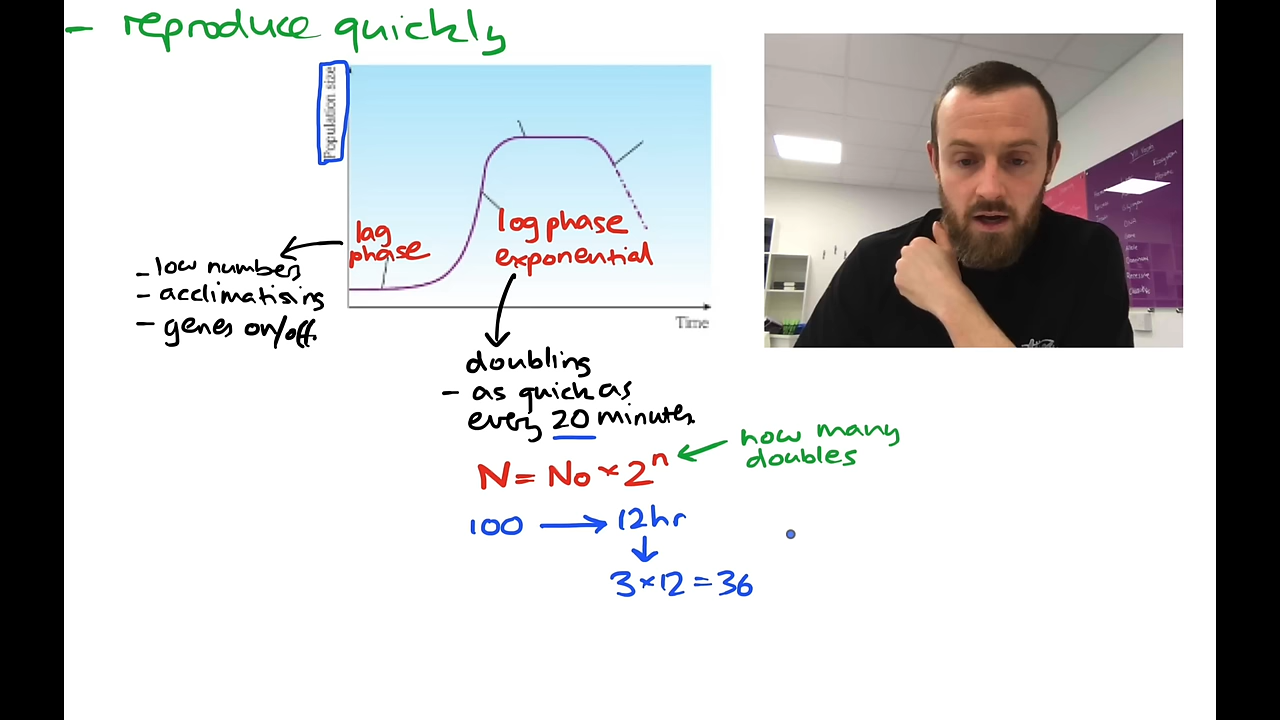 - reproduce quickly
Population size
lag phase
log phase
exponential
- low numbers
- acclimatising
- genes on/off.
Time
doubling
- as quick as
every 20 minutes.
how many
doubles
N = No × 2ⁿ
100 → 12hr
3 × 12 = 36